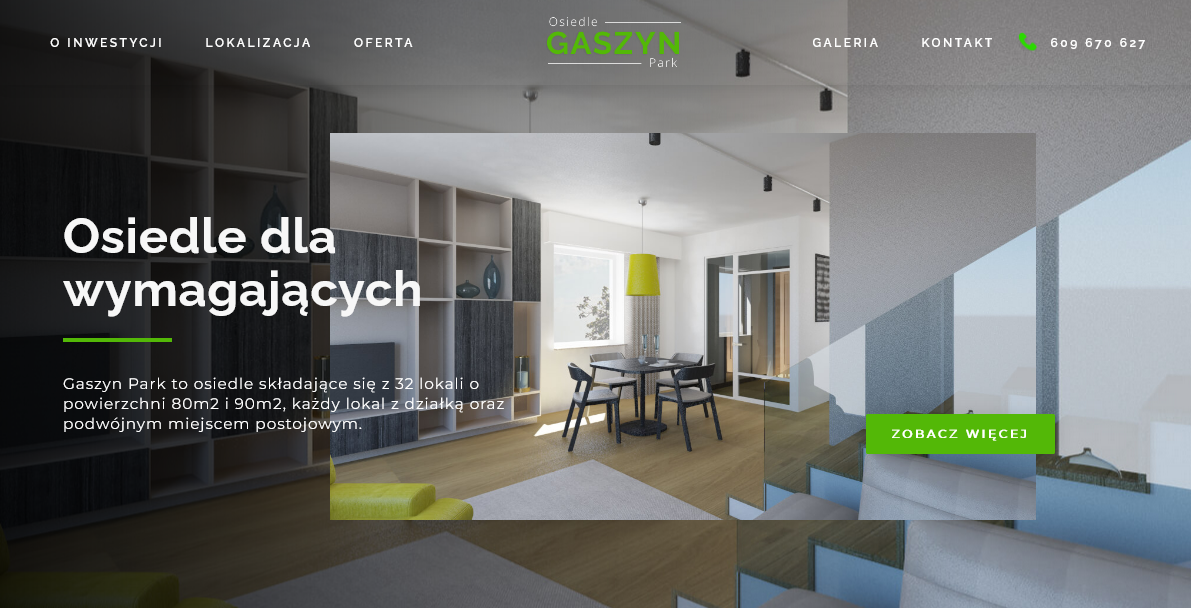 O INWESTYCJI
LOKALIZACJA
OFERTA
Osiedle
GASZYN
Park
GALERIA
KONTAKT
609 670 627
Osiedle dla
wymagających
Gaszyn Park to osiedle składające się z 32 lokali o
powierzchni 80m2 i 90m2, każdy lokal z działką oraz
podwójnym miejscem postojowym.
ZOBACZ WIĘCEJ